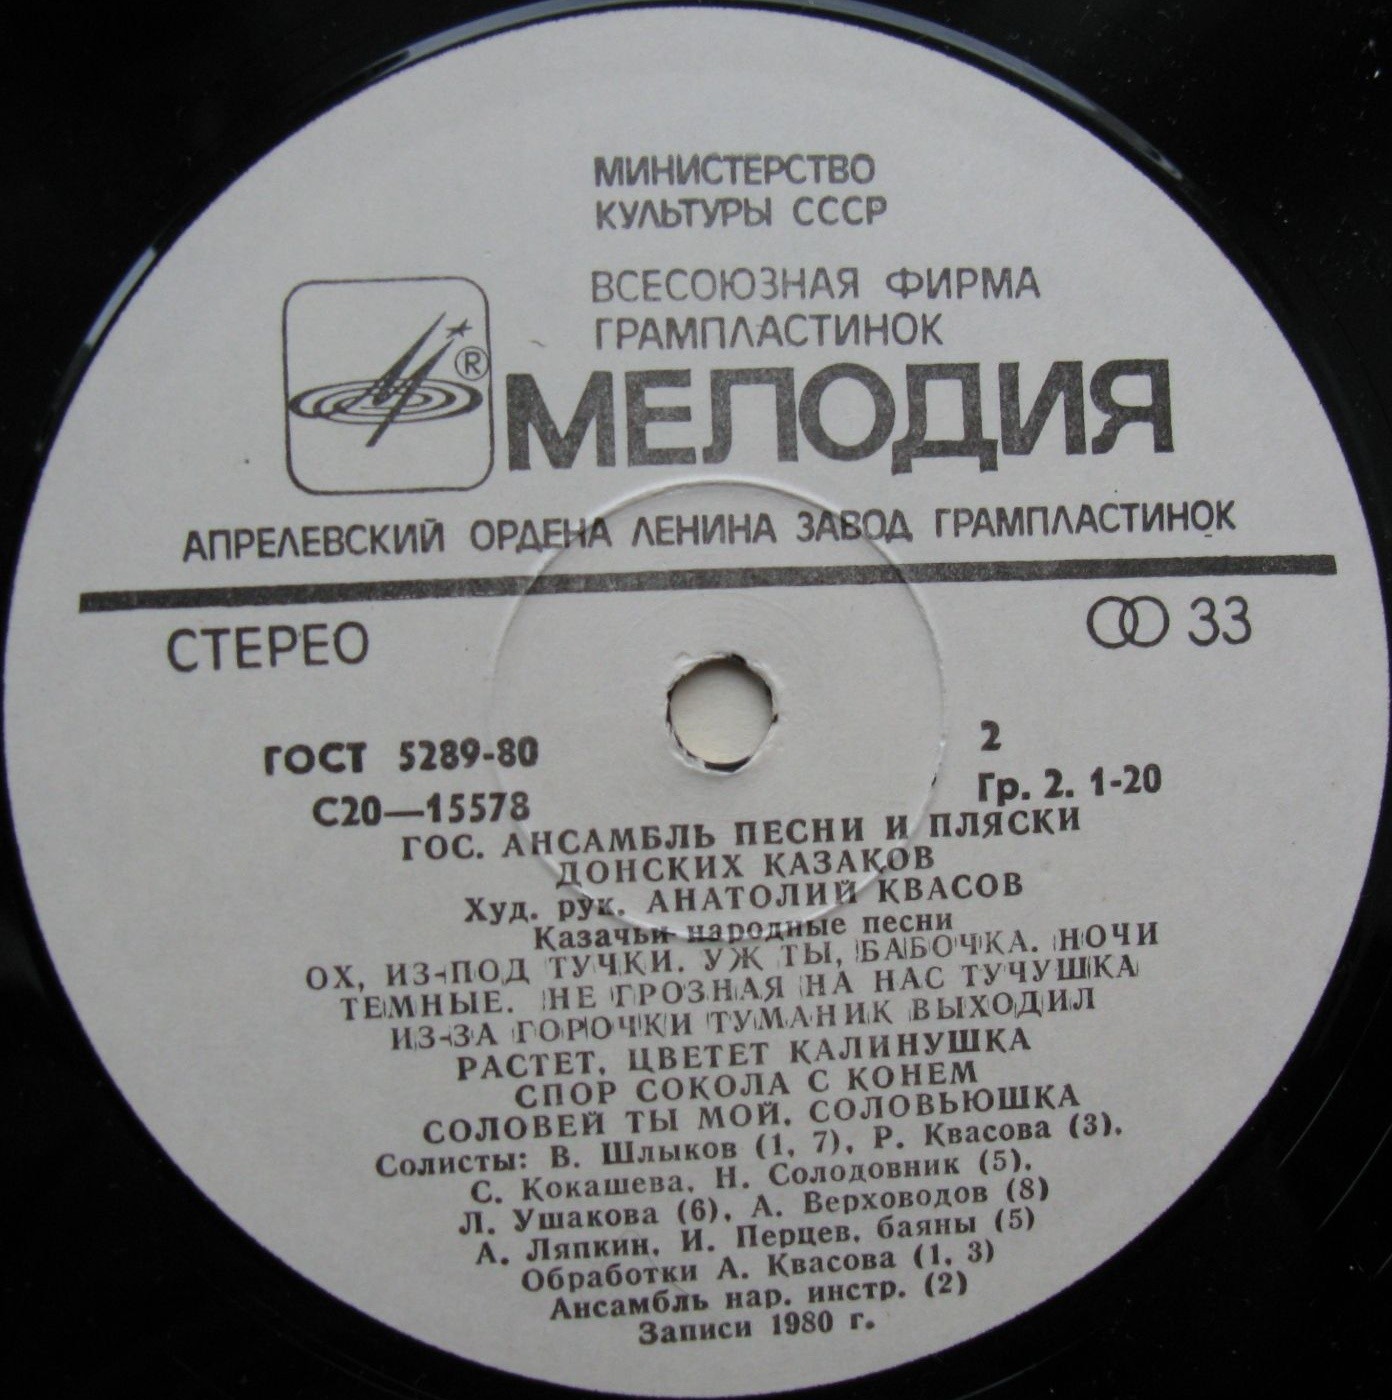 МИНИСТЕРСТВО
КУЛЬТУРЫ СССР
ВСЕСОЮЗНАЯ ФИРМА
ГРАМПЛАСТИНОК
®
МЕЛОДИЯ
АПРЕЛЕВСКИЙ ОРДЕНА ЛЕНИНА ЗАВОД ГРАМПЛАСТИНОК
СТЕРЕО
33
ГОСТ 5289-80
2
С20—15578
Гр. 2. 1-20
ГОС. АНСАМБЛЬ ПЕСНИ И ПЛЯСКИ
ДОНСКИХ КАЗАКОВ
Худ. рук. АНАТОЛИЙ КВАСОВ
Казачьи народные песни
ОХ, ИЗ-ПОД ТУЧКИ. УЖ ТЫ, БАБОЧКА. НОЧИ
ТЕМНЫЕ. НЕ ГРОЗНАЯ НА НАС ТУЧУШКА
ИЗ-ЗА ГОРОЧКИ ТУМАНИК ВЫХОДИЛ
РАСТЕТ, ЦВЕТЕТ КАЛИНУШКА
СПОР СОКОЛА С КОНЕМ
СОЛОВЕЙ ТЫ МОЙ, СОЛОВЬЮШКА
Солисты: В. Шлыков (1, 7), Р. Квасова (3),
С. Кокашева, Н. Солодовник (5),
Л. Ушакова (6), А. Верховодов (8)
А. Ляпкин, И. Перцев, баяны (5)
Обработки А. Квасова (1, 3)
Ансамбль нар. инстр. (2)
Записи 1980 г.